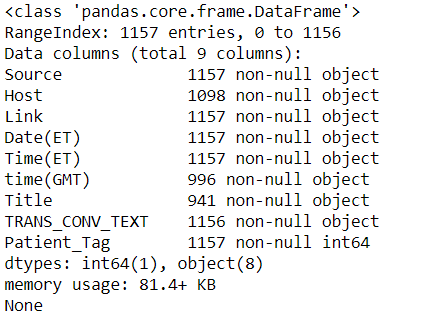 <class 'pandas.core.frame.DataFrame'>
RangeIndex: 1157 entries, 0 to 1156
Data columns (total 9 columns):
Source            1157 non-null object
Host              1098 non-null object
Link              1157 non-null object
Date(ET)          1157 non-null object
Time(ET)          1157 non-null object
time(GMT)         996 non-null object
Title             941 non-null object
TRANS_CONV_TEXT   1156 non-null object
Patient_Tag       1157 non-null int64
dtypes: int64(1), object(8)
memory usage: 81.4+ KB
None